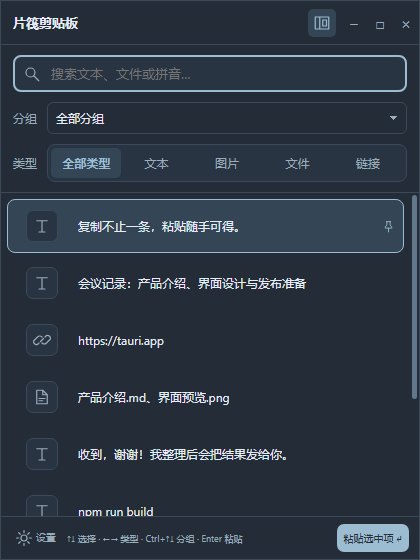 片筏剪贴板
搜索文本、文件或拼音...
分组 全部分组
类型 全部类型 文本 图片 文件 链接
复制不止一条，粘贴随手可得。
会议记录：产品介绍、界面设计与发布准备
https://tauri.app
产品介绍.md、界面预览.png
收到，谢谢！我整理后会把结果发给你。
npm run build
设置 ↑↓ 选择 · ←→ 类型 · Ctrl+↑↓ 分组 · Enter 粘贴 粘贴选中项 ↲